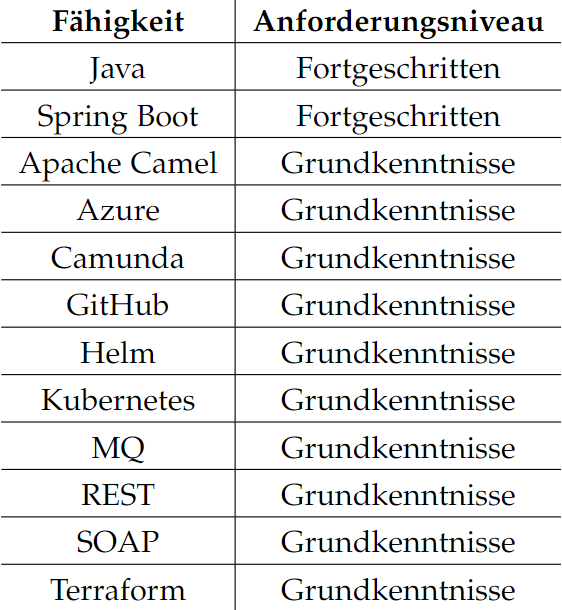 Fähigkeit Anforderungsniveau
Java Fortgeschritten
Spring Boot Fortgeschritten
Apache Camel Grundkenntnisse
Azure Grundkenntnisse
Camunda Grundkenntnisse
GitHub Grundkenntnisse
Helm Grundkenntnisse
Kubernetes Grundkenntnisse
MQ Grundkenntnisse
REST Grundkenntnisse
SOAP Grundkenntnisse
Terraform Grundkenntnisse